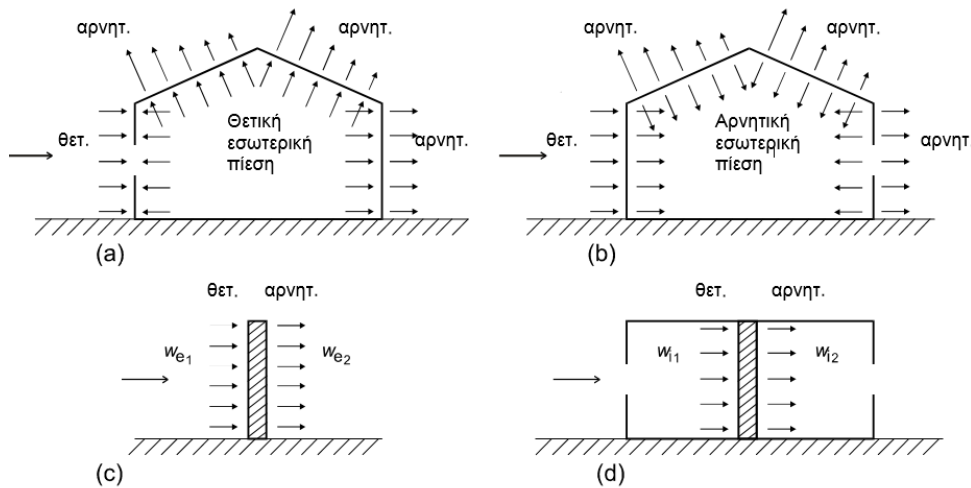 αρνητ. αρνητ.
θετ. Θετική εσωτερική πίεση αρνητ.
(a)
αρνητ. αρνητ.
θετ. Αρνητική εσωτερική πίεση αρνητ.
(b)
θετ. αρνητ.
we1 we2
(c)
θετ. αρνητ.
wi1 wi2
(d)